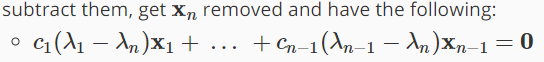 subtract them, get xₙ removed and have the following:
∘ c₁(λ₁ − λₙ)x₁ + … + cₙ₋₁(λₙ₋₁ − λₙ)xₙ₋₁ = 0